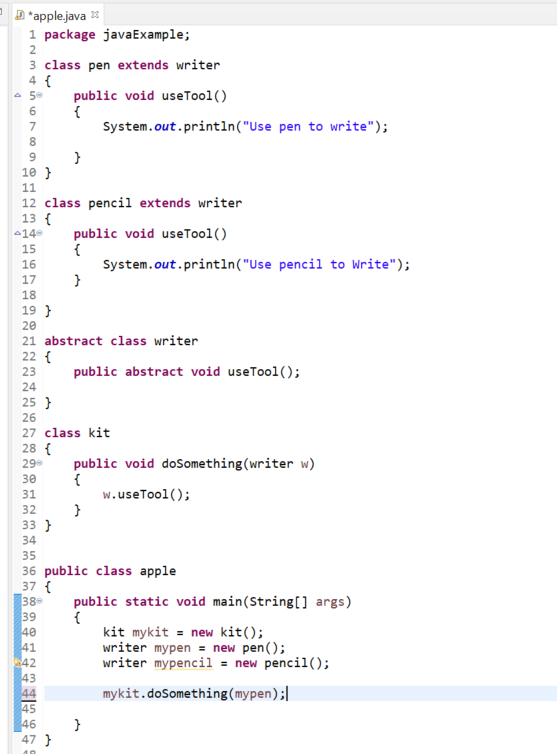 *apple.java
1 package javaExample;
2
3 class pen extends writer
4 {
5     public void useTool()
6     {
7         System.out.println("Use pen to write");
8
9     }
10 }
11
12 class pencil extends writer
13 {
14     public void useTool()
15     {
16         System.out.println("Use pencil to Write");
17     }
18
19 }
20
21 abstract class writer
22 {
23     public abstract void useTool();
24
25 }
26
27 class kit
28 {
29     public void doSomething(writer w)
30     {
31         w.useTool();
32     }
33 }
34
35
36 public class apple
37 {
38     public static void main(String[] args)
39     {
40         kit mykit = new kit();
41         writer mypen = new pen();
42         writer mypencil = new pencil();
43
44         mykit.doSomething(mypen);
45
46     }
47 }
48